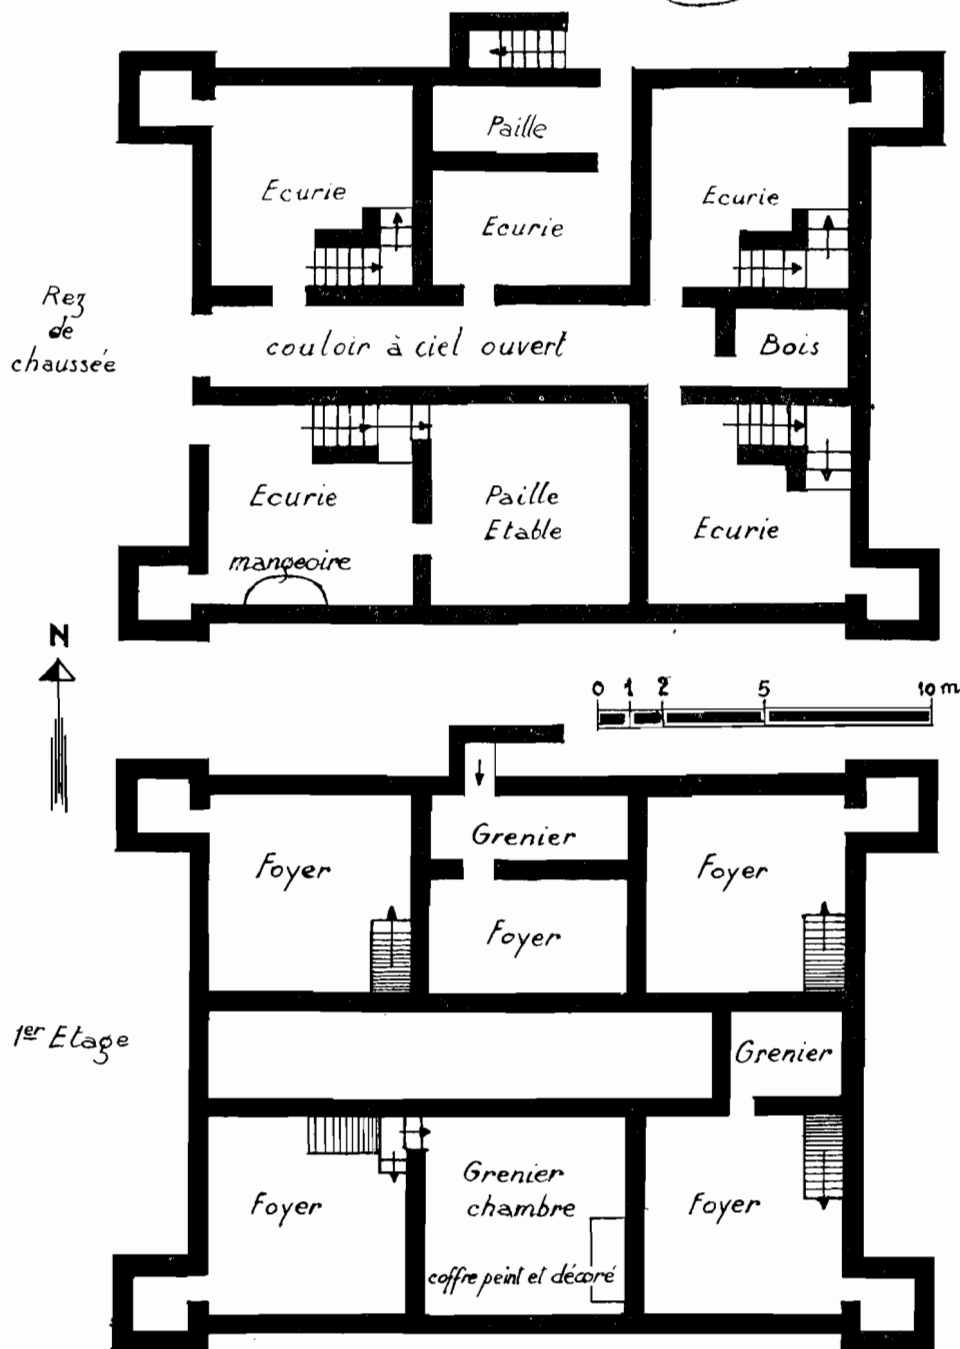 Paille
Ecurie
Ecurie
Ecurie
Rez
de
chaussée
couloir à ciel ouvert
Bois
Ecurie
mangeoire
Paille
Etable
Ecurie
N
0 1 2 5 10 m
Grenier
Foyer
Foyer
Foyer
1er Etage
Grenier
Foyer
Grenier
chambre
coffre peint et décoré
Foyer